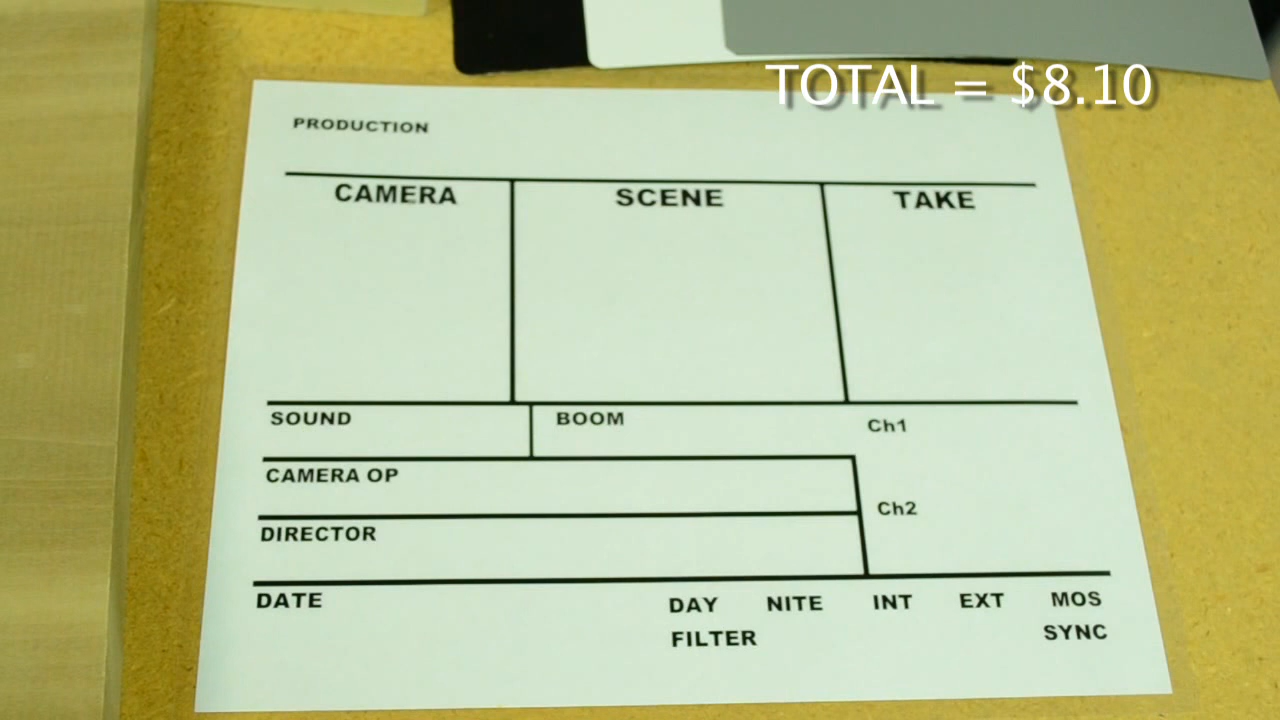 TOTAL = $8.10
PRODUCTION
CAMERA SCENE TAKE
SOUND BOOM Ch1
CAMERA OP
Ch2
DIRECTOR
DATE DAY NITE INT EXT MOS
FILTER SYNC